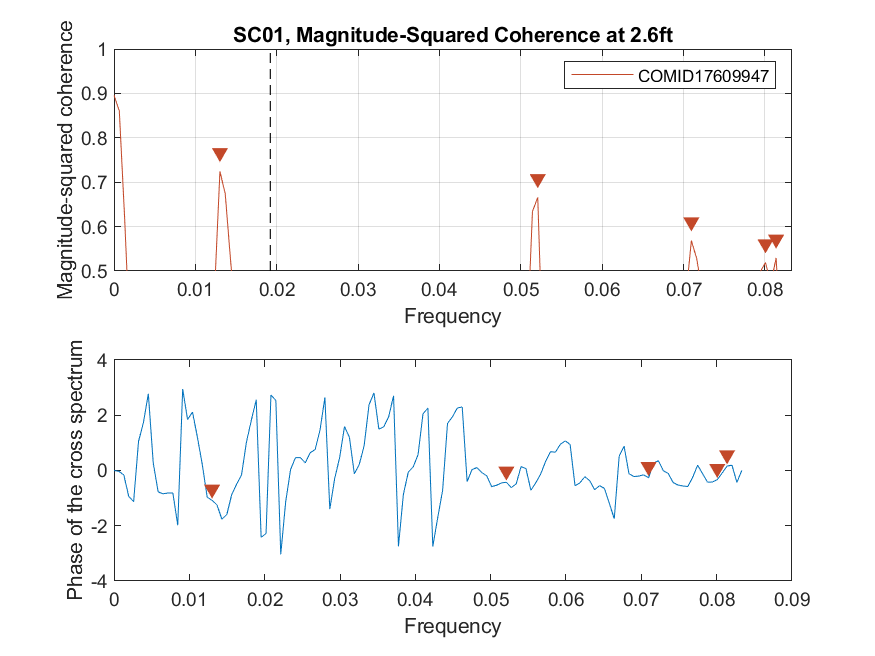 SC01, Magnitude-Squared Coherence at 2.6ft
Magnitude-squared coherence
1
0.9
0.8
0.7
0.6
0.5
COMID17609947
0 0.01 0.02 0.03 0.04 0.05 0.06 0.07 0.08
Frequency
Phase of the cross spectrum
4
2
0
-2
-4
0 0.01 0.02 0.03 0.04 0.05 0.06 0.07 0.08 0.09
Frequency